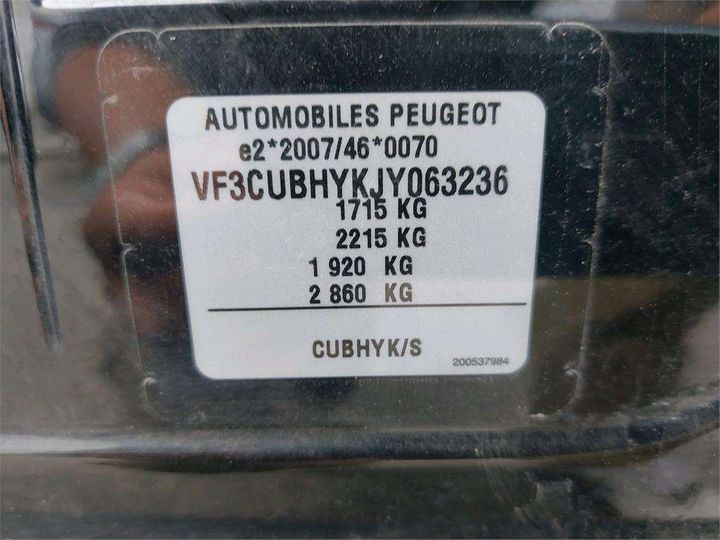 AUTOMOBILES PEUGEOT
e2*2007/46*0070
VF3CUBHYKJY063236
1715 KG
2215 KG
1 920 KG
2 860 KG
CUBHYK/S
200537984